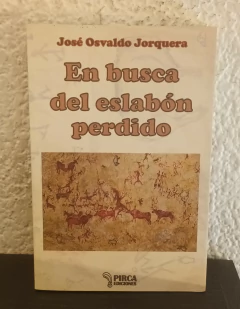 José Osvaldo Jorquera
En busca
del eslabón
perdido
PIRCA
EDICIONES